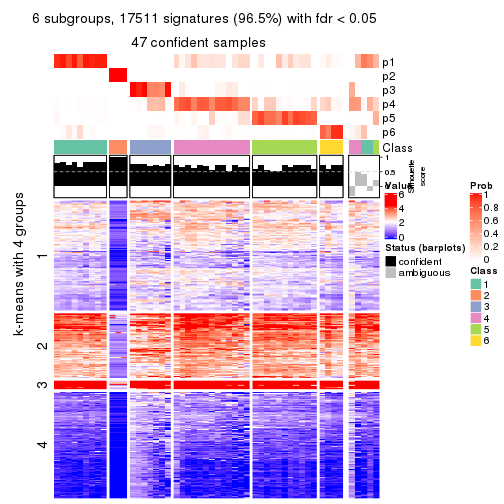 6 subgroups, 17511 signatures (96.5%) with fdr < 0.05
47 confident samples
p1
p2
p3
p4
p5
p6
Class
1
0.5
0
Silhouette
score
k-means with 4 groups
1
2
3
4
Value
6
4
2
0
Status (barplots)
confident
ambiguous
Prob
1
0.8
0.6
0.4
0.2
0
Class
1
2
3
4
5
6